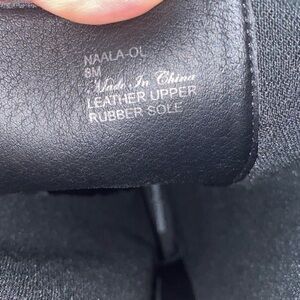 NAALA-OL
8M
Made In China
LEATHER UPPER
RUBBER SOLE